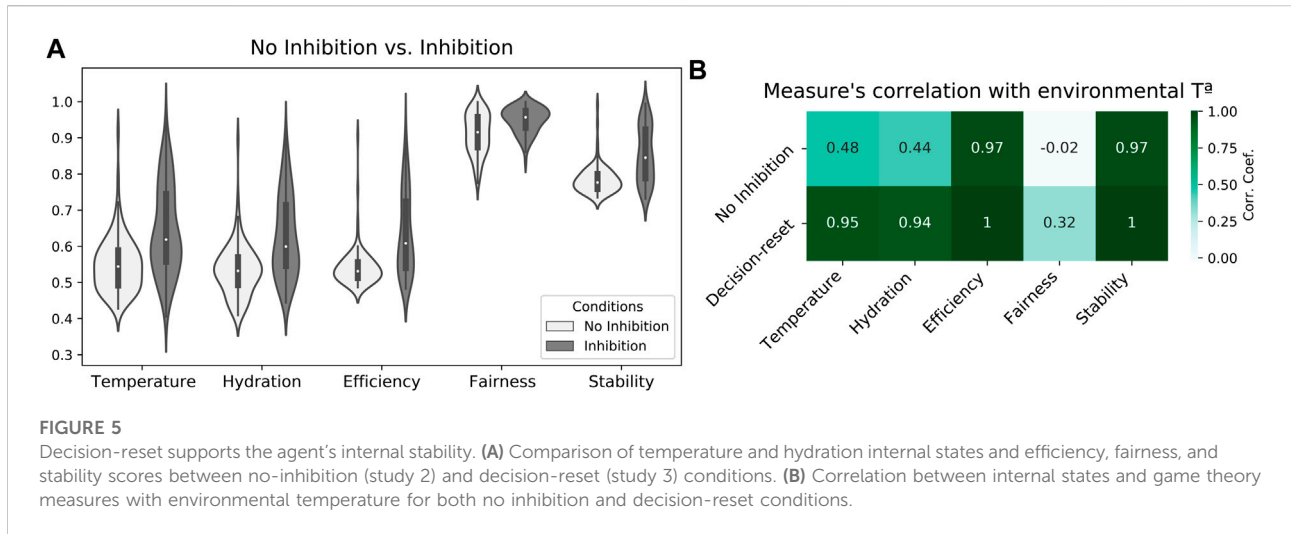 A
No Inhibition vs. Inhibition
1.0
0.9
0.8
0.7
0.6
0.5
0.4
0.3
Conditions
No Inhibition
Inhibition
Temperature Hydration Efficiency Fairness Stability
B
Measure's correlation with environmental Tª
No Inhibition
0.48 0.44 0.97 -0.02 0.97
Decision-reset
0.95 0.94 1 0.32 1
Temperature Hydration Efficiency Fairness Stability
1.00
0.75
0.50
0.25
0.00
Corr. Coef.
FIGURE 5
Decision-reset supports the agent's internal stability. (A) Comparison of temperature and hydration internal states and efficiency, fairness, and
stability scores between no-inhibition (study 2) and decision-reset (study 3) conditions. (B) Correlation between internal states and game theory
measures with environmental temperature for both no inhibition and decision-reset conditions.